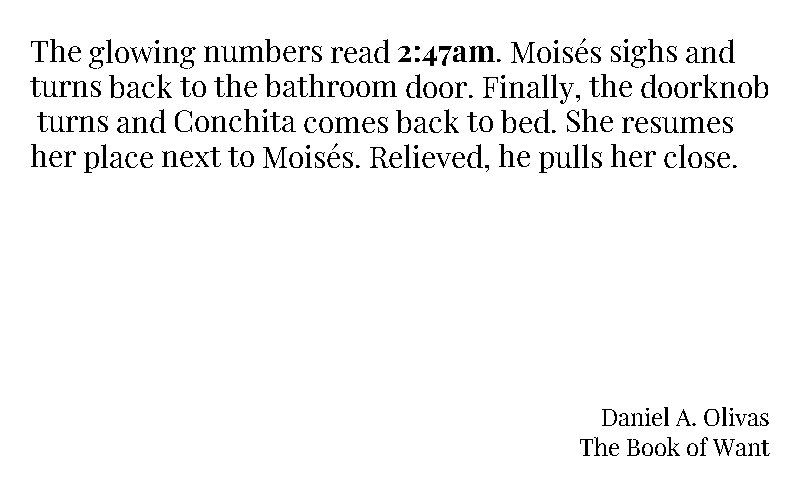 The glowing numbers read 2:47am. Moisés sighs and
turns back to the bathroom door. Finally, the doorknob
turns and Conchita comes back to bed. She resumes
her place next to Moisés. Relieved, he pulls her close.
Daniel A. Olivas
The Book of Want